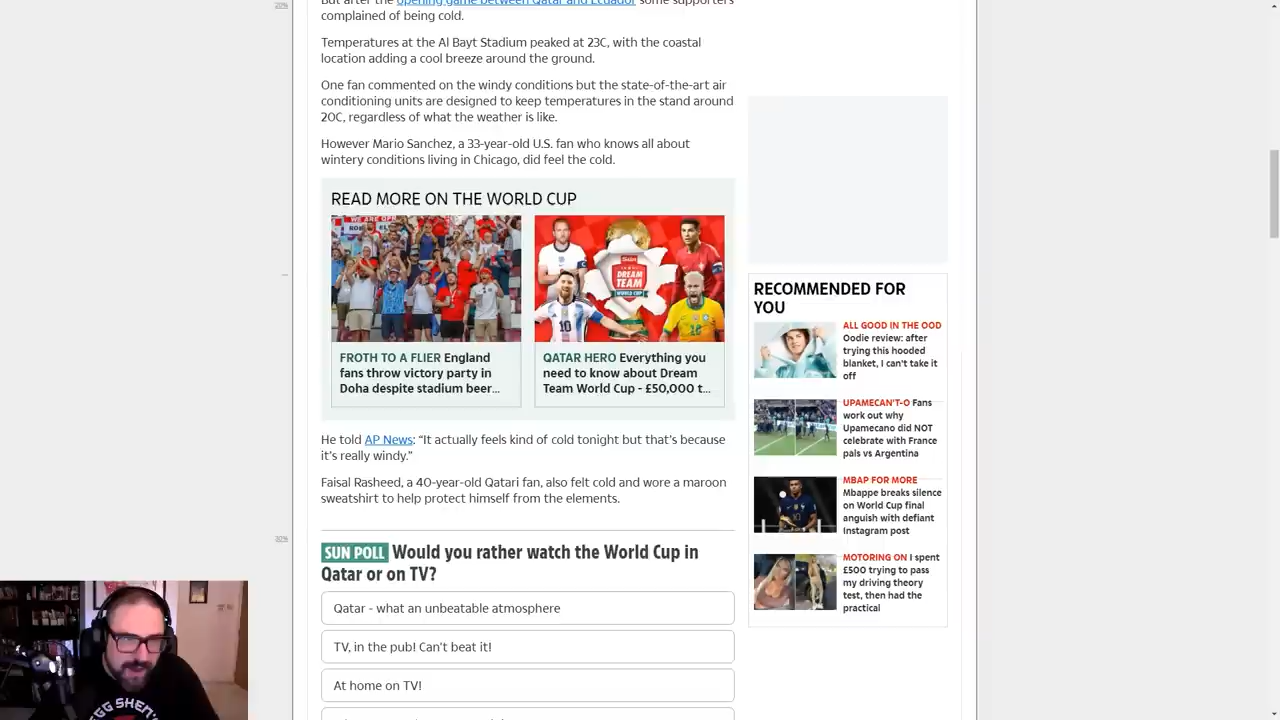 20%
But after the opening game between Qatar and Ecuador some supporters
complained of being cold.
Temperatures at the Al Bayt Stadium peaked at 23C, with the coastal
location adding a cool breeze around the ground.
One fan commented on the windy conditions but the state-of-the-art air
conditioning units are designed to keep temperatures in the stand around
20C, regardless of what the weather is like.
However Mario Sanchez, a 33-year-old U.S. fan who knows all about
wintery conditions living in Chicago, did feel the cold.
READ MORE ON THE WORLD CUP
DREAM
TEAM
WORLD CUP
10
FROTH TO A FLIER England
fans throw victory party in
Doha despite stadium beer...
QATAR HERO Everything you
need to know about Dream
Team World Cup - £50,000 t...
He told AP News: “It actually feels kind of cold tonight but that’s because
it’s really windy.”
Faisal Rasheed, a 40-year-old Qatari fan, also felt cold and wore a maroon
sweatshirt to help protect himself from the elements.
30%
SUN POLL Would you rather watch the World Cup in
Qatar or on TV?
Qatar - what an unbeatable atmosphere
TV, in the pub! Can't beat it!
At home on TV!
RECOMMENDED FOR
YOU
ALL GOOD IN THE OOD
Oodie review: after
trying this hooded
blanket, I can’t take it
off
UPAMECAN'T-O Fans
work out why
Upamecano did NOT
celebrate with France
pals vs Argentina
MBAP FOR MORE
Mbappe breaks silence
on World Cup final
anguish with defiant
Instagram post
MOTORING ON I spent
£500 trying to pass
my driving theory
test, then had the
practical
EGG SHEN'S